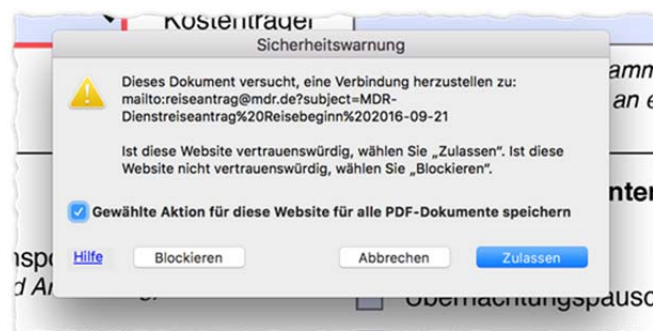 Kostenträger
Sicherheitswarnung
Dieses Dokument versucht, eine Verbindung herzustellen zu:
mailto:reiseantrag@mdr.de?subject=MDR-
Dienstreiseantrag%20Reisebeginn%202016-09-21
an e
Ist diese Website vertrauenswürdig, wählen Sie „Zulassen“. Ist diese
Website nicht vertrauenswürdig, wählen Sie „Blockieren“.
Gewählte Aktion für diese Website für alle PDF-Dokumente speichern
Hilfe
Blockieren
Abbrechen
Zulassen
Übernachtungspausc